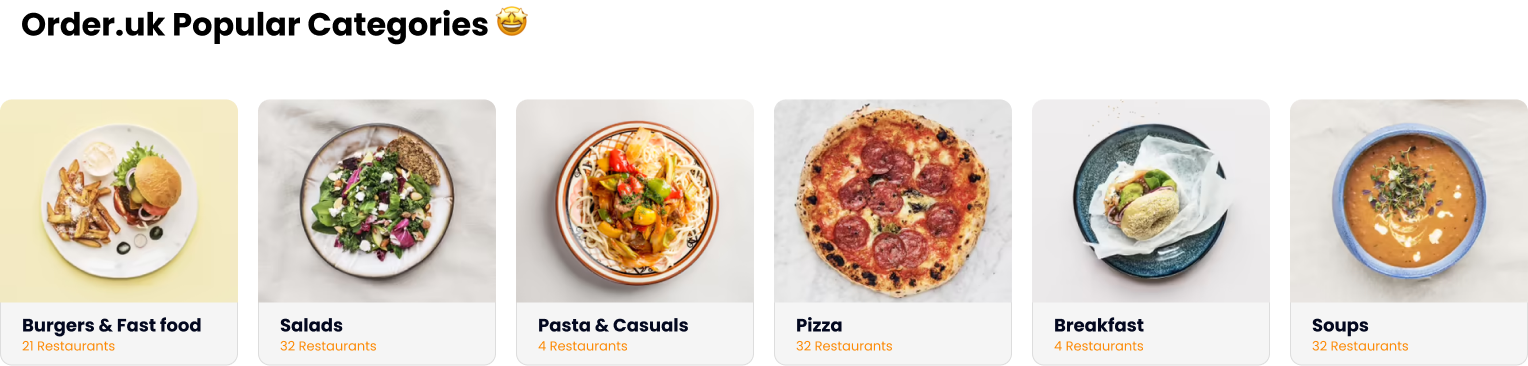 Order.uk Popular Categories 🤩
Burgers & Fast food
21 Restaurants
Salads
32 Restaurants
Pasta & Casuals
4 Restaurants
Pizza
32 Restaurants
Breakfast
4 Restaurants
Soups
32 Restaurants